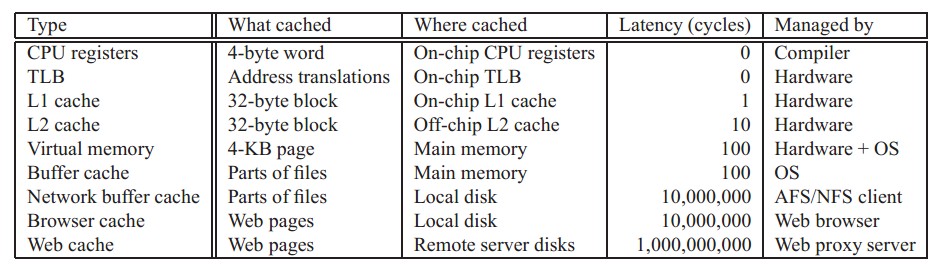 Type What cached Where cached Latency (cycles) Managed by
CPU registers 4-byte word On-chip CPU registers 0 Compiler
TLB Address translations On-chip TLB 0 Hardware
L1 cache 32-byte block On-chip L1 cache 1 Hardware
L2 cache 32-byte block Off-chip L2 cache 10 Hardware
Virtual memory 4-KB page Main memory 100 Hardware + OS
Buffer cache Parts of files Main memory 100 OS
Network buffer cache Parts of files Local disk 10,000,000 AFS/NFS client
Browser cache Web pages Local disk 10,000,000 Web browser
Web cache Web pages Remote server disks 1,000,000,000 Web proxy server